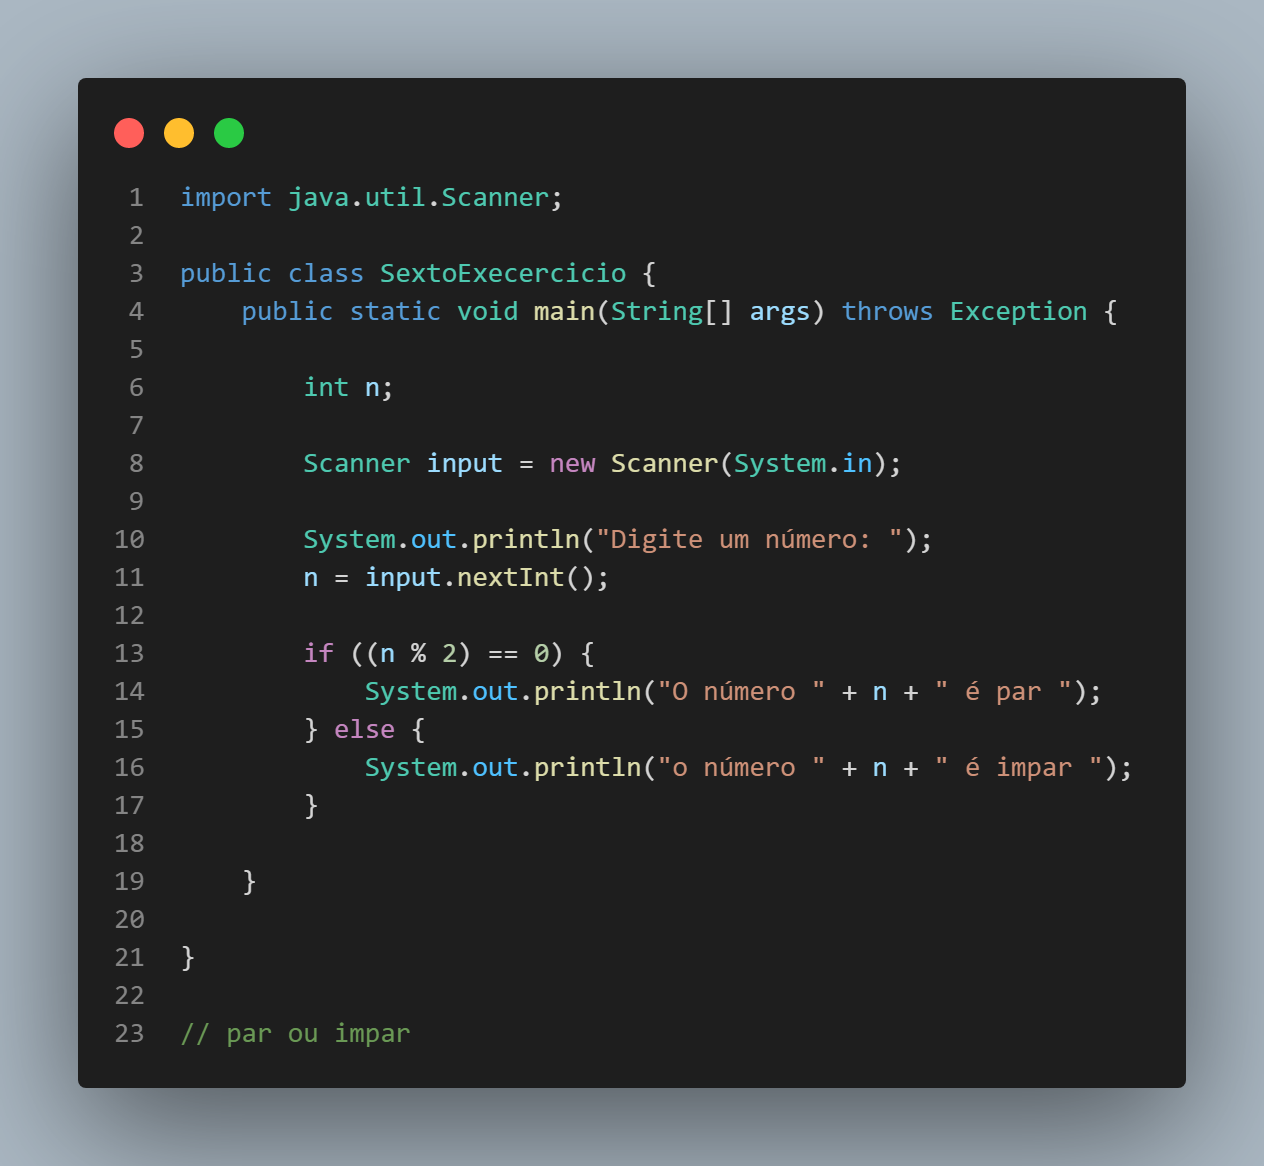 1 import java.util.Scanner;
2
3 public class SextoExecercicio {
4     public static void main(String[] args) throws Exception {
5
6         int n;
7
8         Scanner input = new Scanner(System.in);
9
10         System.out.println("Digite um número: ");
11         n = input.nextInt();
12
13         if ((n % 2) == 0) {
14             System.out.println("O número " + n + " é par ");
15         } else {
16             System.out.println("o número " + n + " é impar ");
17         }
18
19     }
20
21 }
22
23 // par ou impar